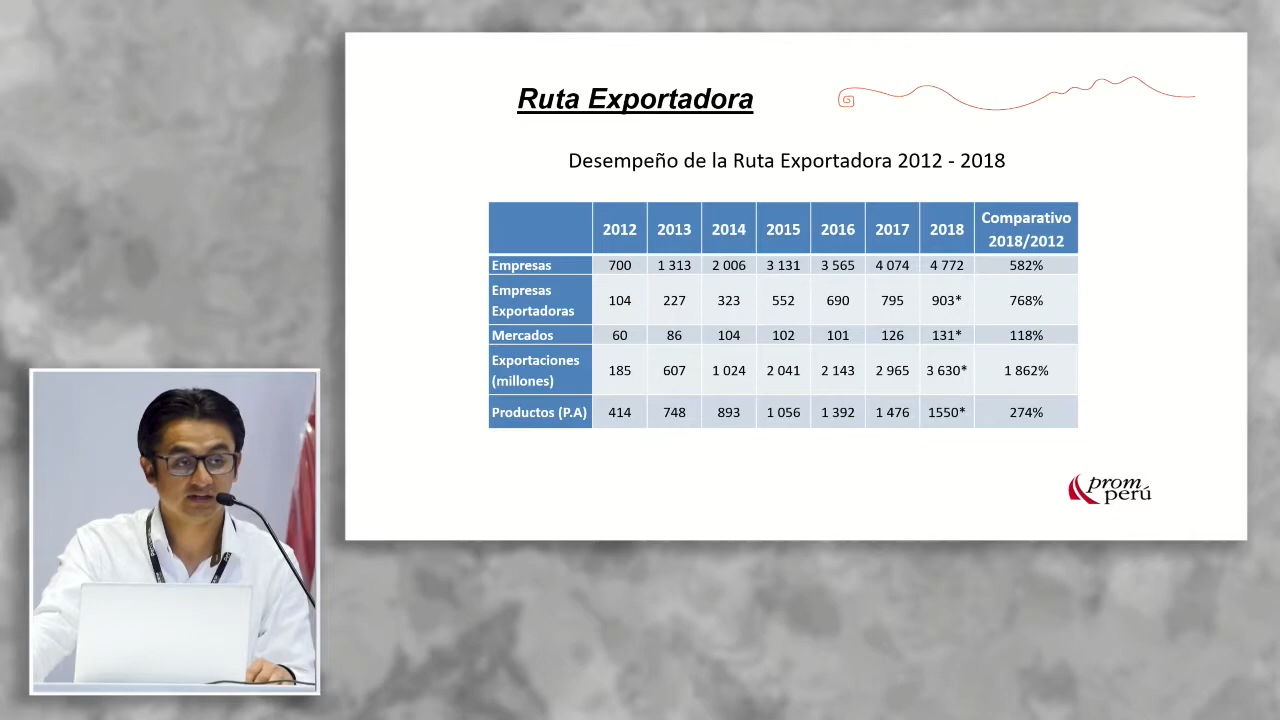 Ruta Exportadora
Desempeño de la Ruta Exportadora 2012 - 2018
2012 2013 2014 2015 2016 2017 2018 Comparativo 2018/2012
Empresas 700 1 313 2 006 3 131 3 565 4 074 4 772 582%
Empresas Exportadoras 104 227 323 552 690 795 903* 768%
Mercados 60 86 104 102 101 126 131* 118%
Exportaciones (millones) 185 607 1 024 2 041 2 143 2 965 3 630* 1 862%
Productos (P.A) 414 748 893 1 056 1 392 1 476 1550* 274%
prom
perú